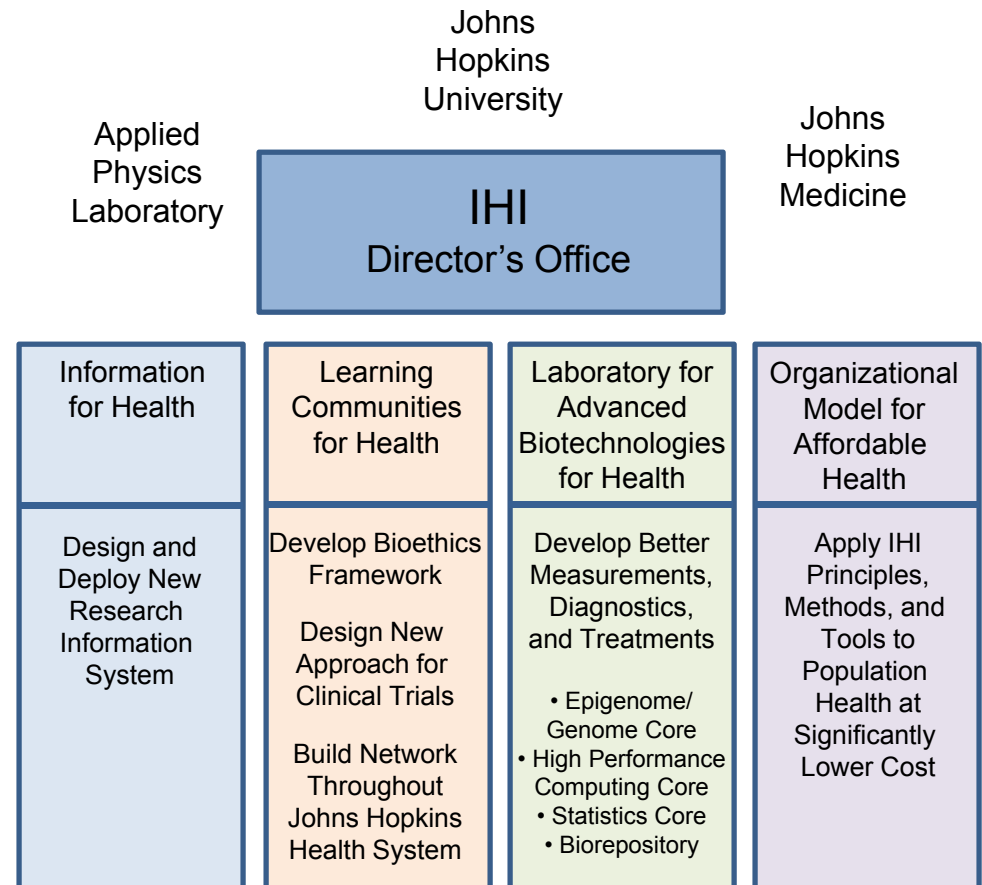 Johns
Hopkins
University
Applied
Physics
Laboratory
Johns
Hopkins
Medicine
IHI
Director's Office
Information
for Health
Design and
Deploy New
Research
Information
System
Learning
Communities
for Health
Develop Bioethics
Framework
Design New
Approach for
Clinical Trials
Build Network
Throughout
Johns Hopkins
Health System
Laboratory for
Advanced
Biotechnologies
for Health
Develop Better
Measurements,
Diagnostics,
and Treatments
• Epigenome/
Genome Core
• High Performance
Computing Core
• Statistics Core
• Biorepository
Organizational
Model for
Affordable
Health
Apply IHI
Principles,
Methods, and
Tools to
Population
Health at
Significantly
Lower Cost